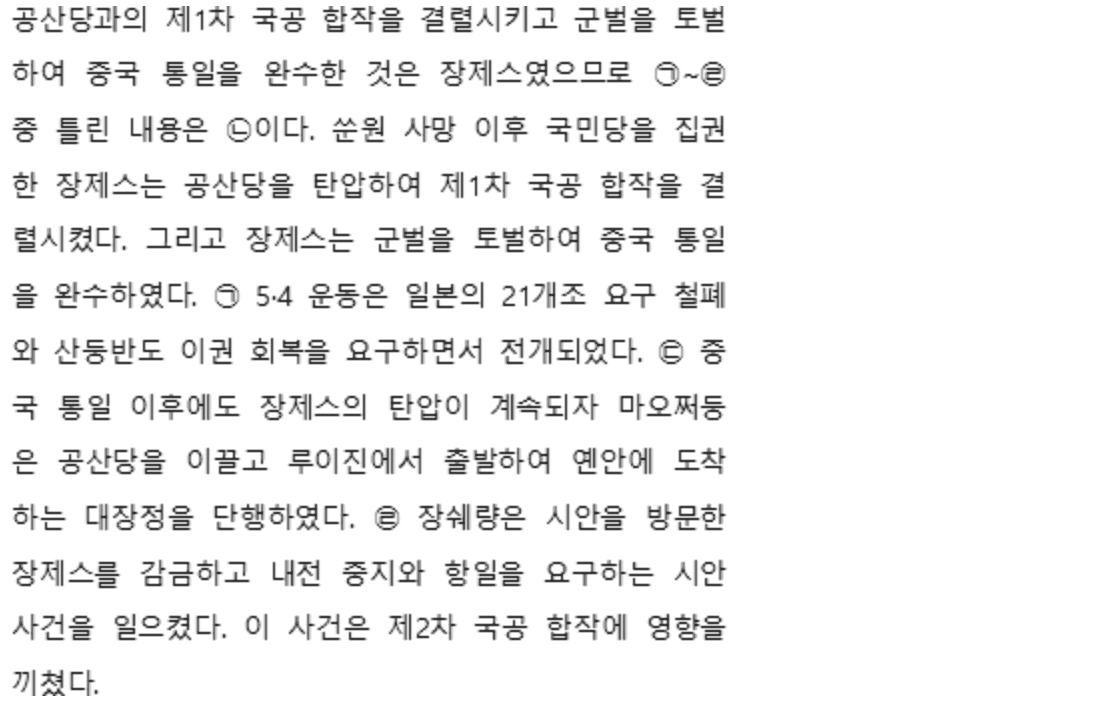 공산당과의 제1차 국공 합작을 결렬시키고 군벌을 토벌
하여 중국 통일을 완수한 것은 장제스였으므로 ㉠~㉣
중 틀린 내용은 ㉡이다. 쑨원 사망 이후 국민당을 집권
한 장제스는 공산당을 탄압하여 제1차 국공 합작을 결
렬시켰다. 그리고 장제스는 군벌을 토벌하여 중국 통일
을 완수하였다. ㉠ 5·4 운동은 일본의 21개조 요구 철폐
와 산둥반도 이권 회복을 요구하면서 전개되었다. ㉢ 중
국 통일 이후에도 장제스의 탄압이 계속되자 마오쩌둥
은 공산당을 이끌고 루이진에서 출발하여 옌안에 도착
하는 대장정을 단행하였다. ㉣ 장쉐량은 시안을 방문한
장제스를 감금하고 내전 중지와 항일을 요구하는 시안
사건을 일으켰다. 이 사건은 제2차 국공 합작에 영향을
끼쳤다.